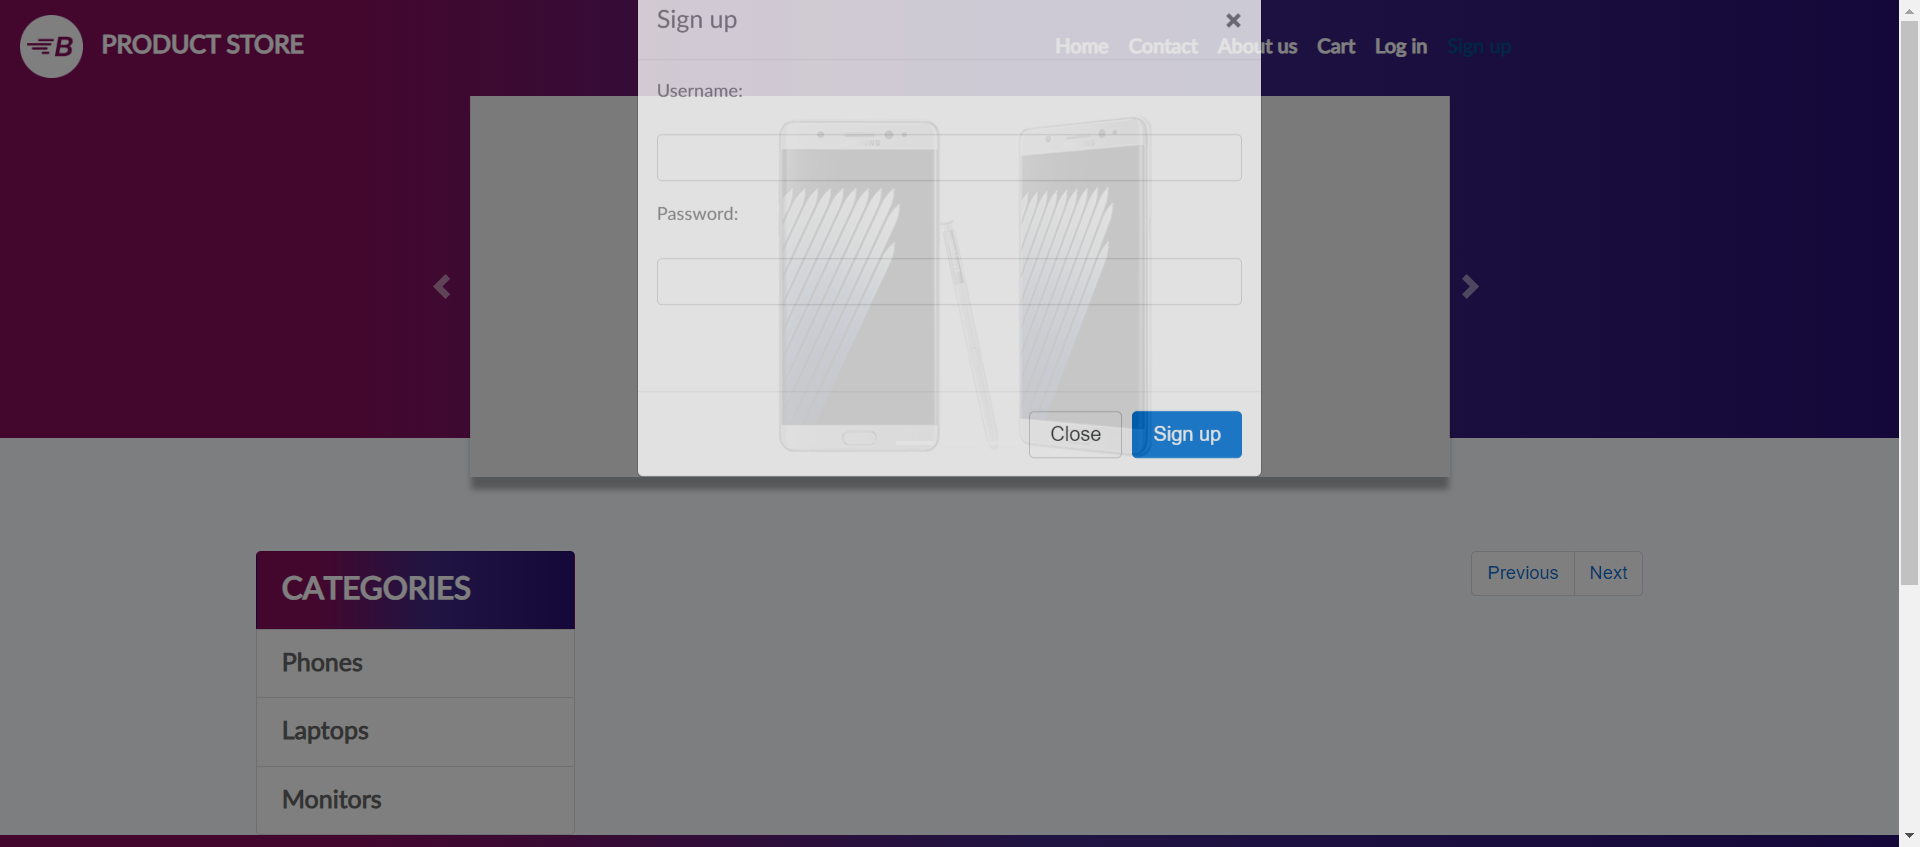 B PRODUCT STORE
Sign up ×
Home Contact About us Cart Log in Sign up
Username:
Password:
Close Sign up
CATEGORIES
Previous Next
Phones
Laptops
Monitors